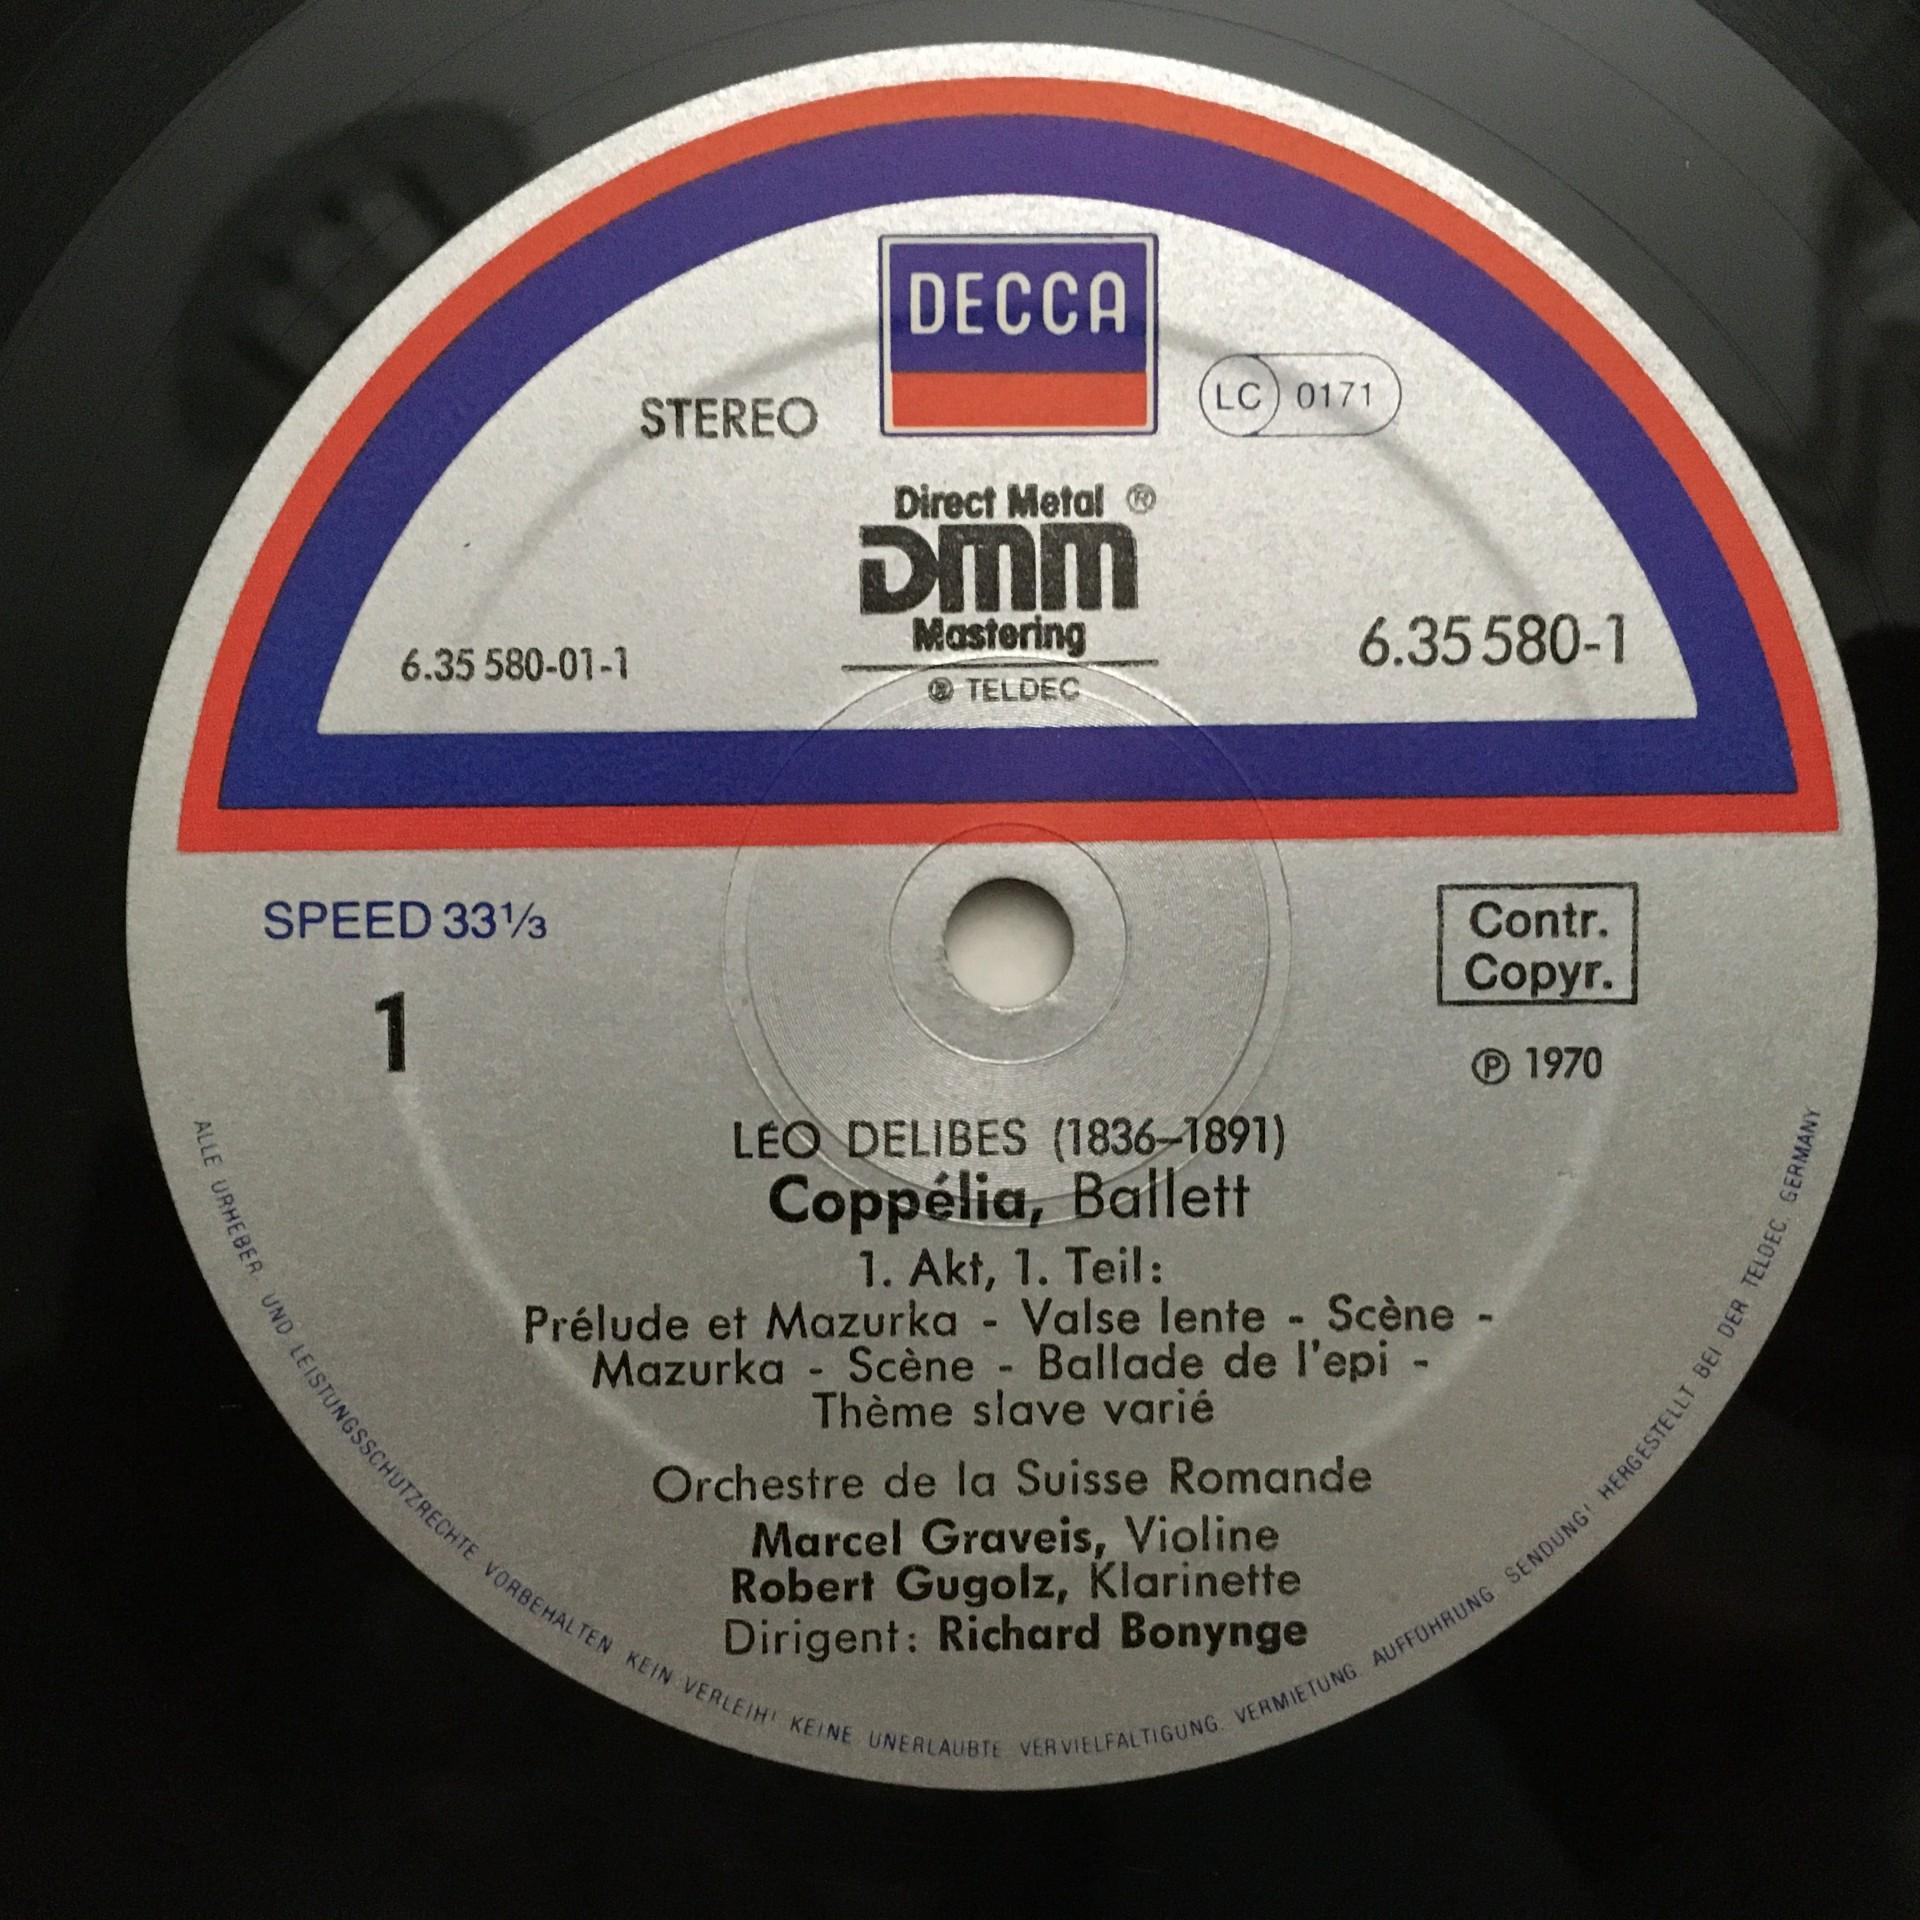 DECCA
STEREO
LC 0171
Direct Metal ®
DMM
Mastering
℗ TELDEC
6.35 580-01-1
6.35 580-1
SPEED 33⅓
Contr.
Copyr.
1
℗ 1970
LÉO DELIBES (1836–1891)
Coppélia, Ballett
1. Akt, 1. Teil:
Prélude et Mazurka - Valse lente - Scène -
Mazurka - Scène - Ballade de l'epi -
Thème slave varié
Orchestre de la Suisse Romande
Marcel Graveis, Violine
Robert Gugolz, Klarinette
Dirigent: Richard Bonynge
ALLE URHEBER- UND LEISTUNGSSCHUTZRECHTE VORBEHALTEN KEIN VERLEIH! KEINE UNERLAUBTE VERVIELFÄLTIGUNG. VERMIETUNG. AUFFÜHRUNG. SENDUNG! HERGESTELLT BEI DER TELDEC, GERMANY